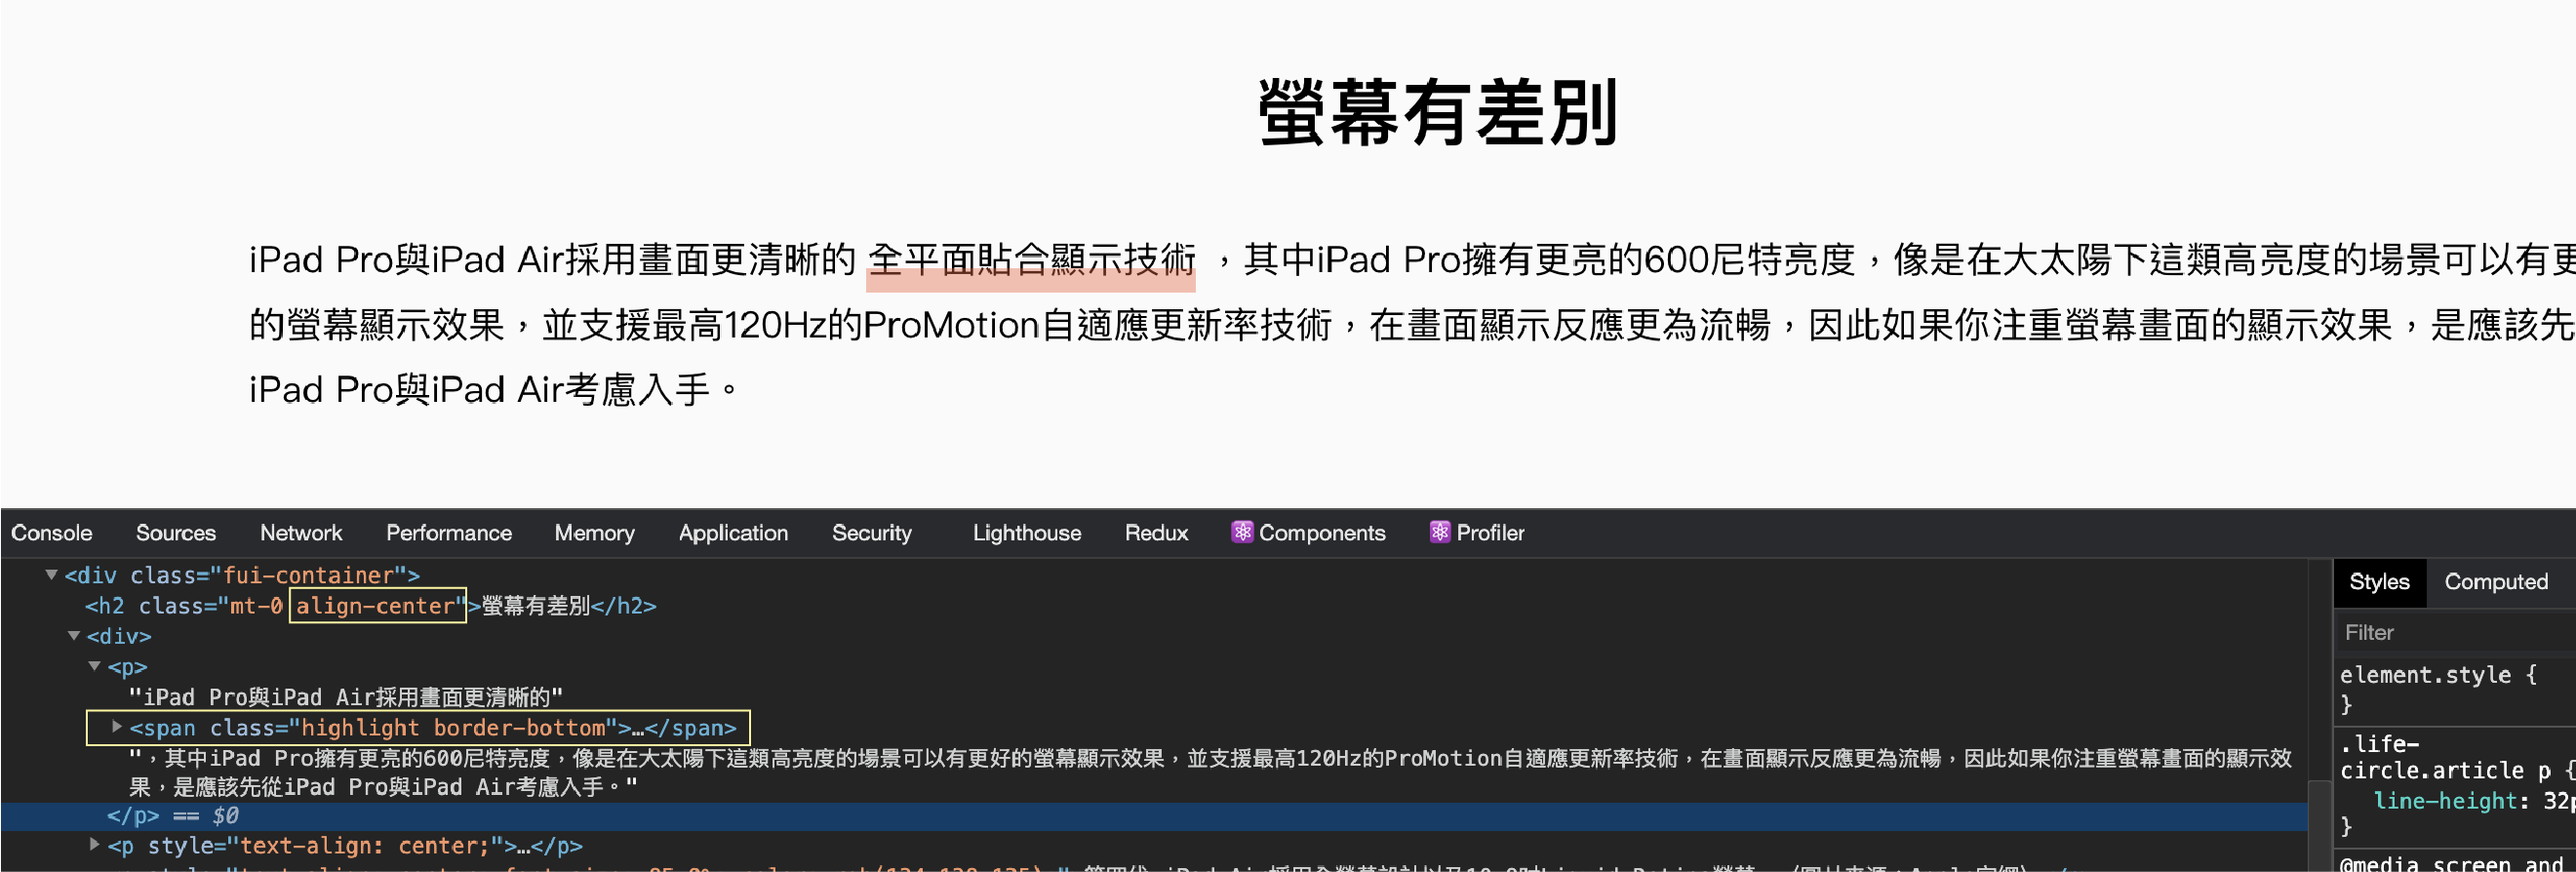 螢幕有差別
iPad Pro與iPad Air採用畫面更清晰的 全平面貼合顯示技術 ，其中iPad Pro擁有更亮的600尼特亮度，像是在大太陽下這類高亮度的場景可以有更
的螢幕顯示效果，並支援最高120Hz的ProMotion自適應更新率技術，在畫面顯示反應更為流暢，因此如果你注重螢幕畫面的顯示效果，是應該先
iPad Pro與iPad Air考慮入手。
Console Sources Network Performance Memory Application Security Lighthouse Redux Components Profiler
<div class="fui-container">
<h2 class="mt-0 align-center">螢幕有差別</h2>
<div>
<p>
"iPad Pro與iPad Air採用畫面更清晰的"
<span class="highlight border-bottom">…</span>
"，其中iPad Pro擁有更亮的600尼特亮度，像是在大太陽下這類高亮度的場景可以有更好的螢幕顯示效果，並支援最高120Hz的ProMotion自適應更新率技術，在畫面顯示反應更為流暢，因此如果你注重螢幕畫面的顯示效
果，是應該先從iPad Pro與iPad Air考慮入手。"
</p> == $0
<p style="text-align: center;">…</p>
Styles Computed
Filter
element.style {
}
.life-
circle.article p {
line-height: 32p
}
@media screen and